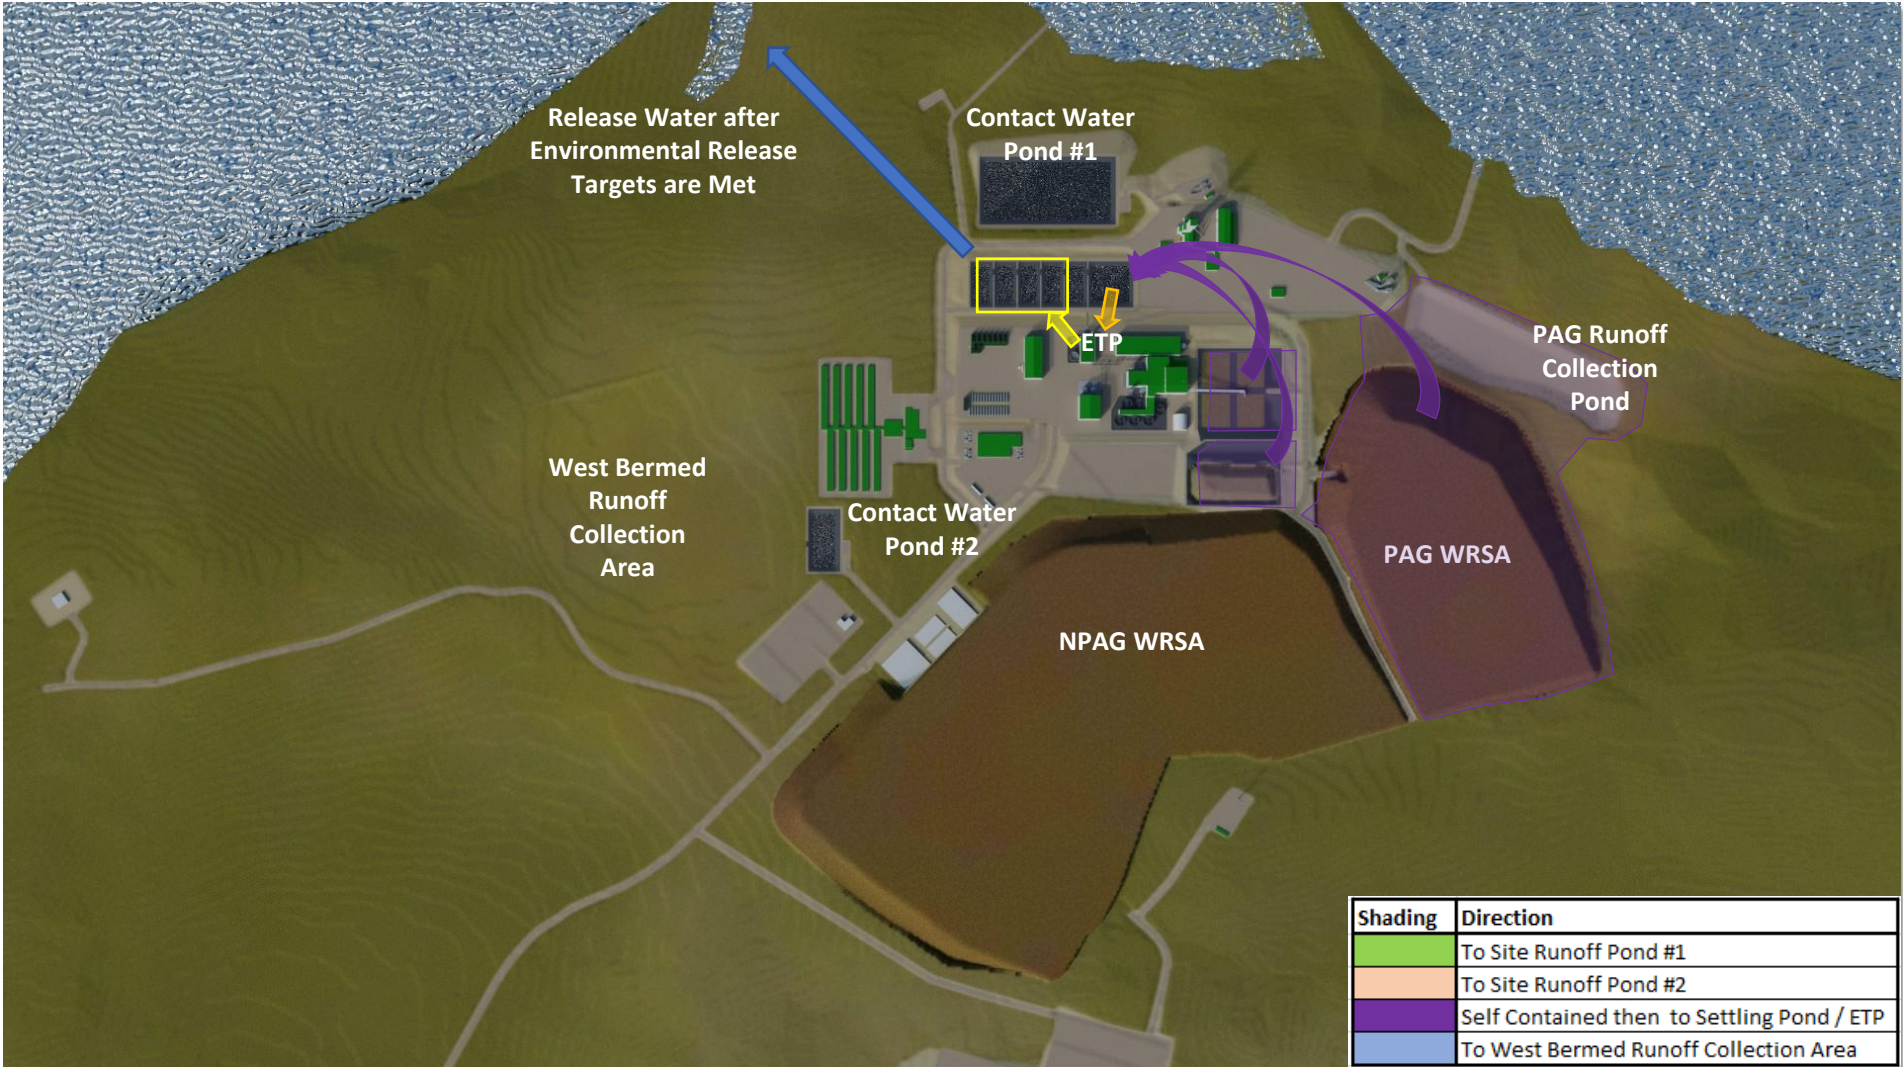 Release Water after
Environmental Release
Targets are Met
Contact Water
Pond #1
ETP
PAG Runoff
Collection
Pond
West Bermed
Runoff
Collection
Area
Contact Water
Pond #2
PAG WRSA
NPAG WRSA
Shading Direction
To Site Runoff Pond #1
To Site Runoff Pond #2
Self Contained then to Settling Pond / ETP
To West Bermed Runoff Collection Area